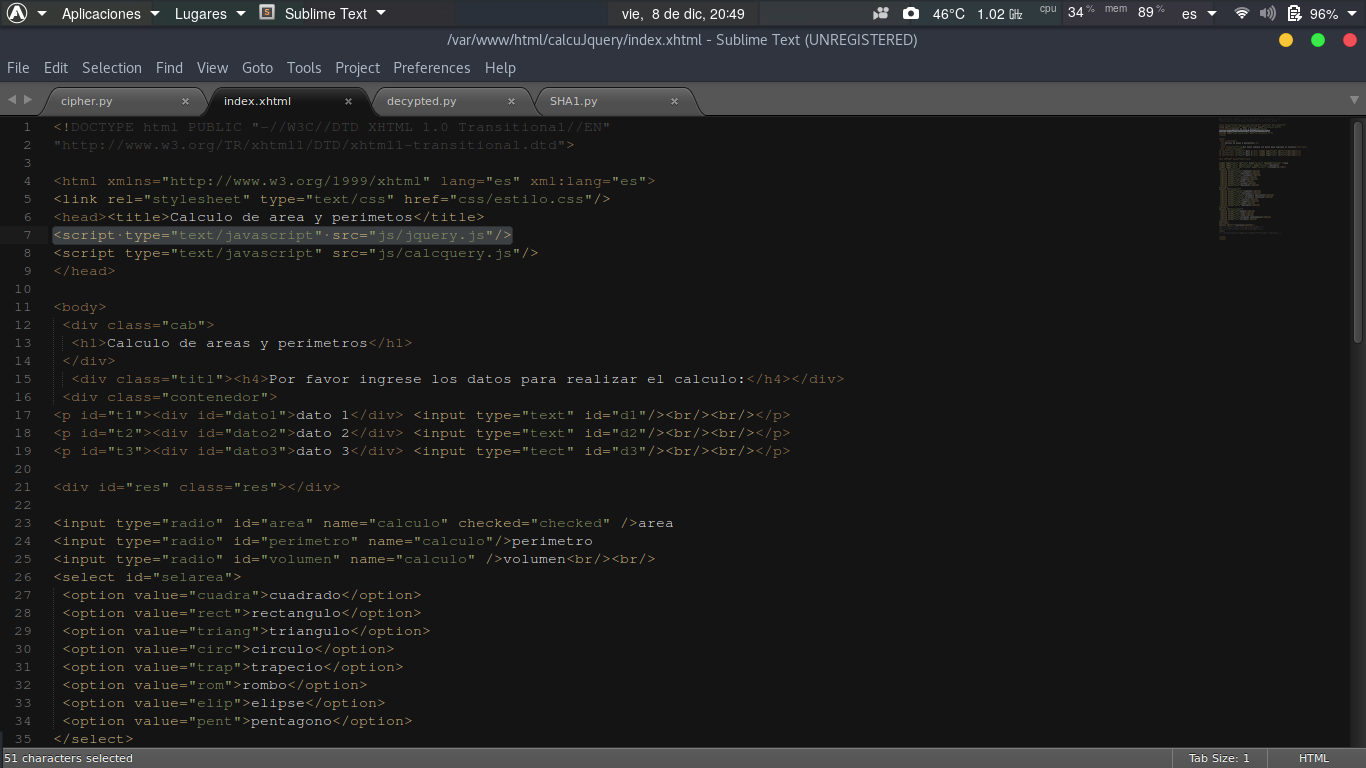 Aplicaciones Lugares S Sublime Text vie, 8 de dic, 20:49 46°C 1.02 GHz cpu 34 % mem 89 % es 96%
/var/www/html/calcuJquery/index.xhtml - Sublime Text (UNREGISTERED)
File Edit Selection Find View Goto Tools Project Preferences Help
cipher.py × index.xhtml × decypted.py × SHA1.py ×
1 <!DOCTYPE html PUBLIC "-//W3C//DTD XHTML 1.0 Transitional//EN"
2 "http://www.w3.org/TR/xhtml1/DTD/xhtml1-transitional.dtd">
3
4 <html xmlns="http://www.w3.org/1999/xhtml" lang="es" xml:lang="es">
5 <link rel="stylesheet" type="text/css" href="css/estilo.css"/>
6 <head><title>Calculo de area y perimetos</title>
7 <script·type="text/javascript"·src="js/jquery.js"/>
8 <script type="text/javascript" src="js/calcquery.js"/>
9 </head>
10
11 <body>
12 <div class="cab">
13 <h1>Calculo de areas y perimetros</h1>
14 </div>
15 <div class="titl"><h4>Por favor ingrese los datos para realizar el calculo:</h4></div>
16 <div class="contenedor">
17 <p id="t1"><div id="dato1">dato 1</div> <input type="text" id="d1"/><br/><br/></p>
18 <p id="t2"><div id="dato2">dato 2</div> <input type="text" id="d2"/><br/><br/></p>
19 <p id="t3"><div id="dato3">dato 3</div> <input type="tect" id="d3"/><br/><br/></p>
20
21 <div id="res" class="res"></div>
22
23 <input type="radio" id="area" name="calculo" checked="checked" />area
24 <input type="radio" id="perimetro" name="calculo"/>perimetro
25 <input type="radio" id="volumen" name="calculo" />volumen<br/><br/>
26 <select id="selarea">
27 <option value="cuadra">cuadrado</option>
28 <option value="rect">rectangulo</option>
29 <option value="triang">triangulo</option>
30 <option value="circ">circulo</option>
31 <option value="trap">trapecio</option>
32 <option value="rom">rombo</option>
33 <option value="elip">elipse</option>
34 <option value="pent">pentagono</option>
35 </select>
51 characters selected Tab Size: 1 HTML